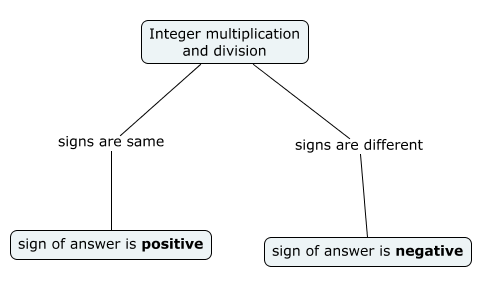 Integer multiplication
and division
signs are same
signs are different
sign of answer is positive
sign of answer is negative